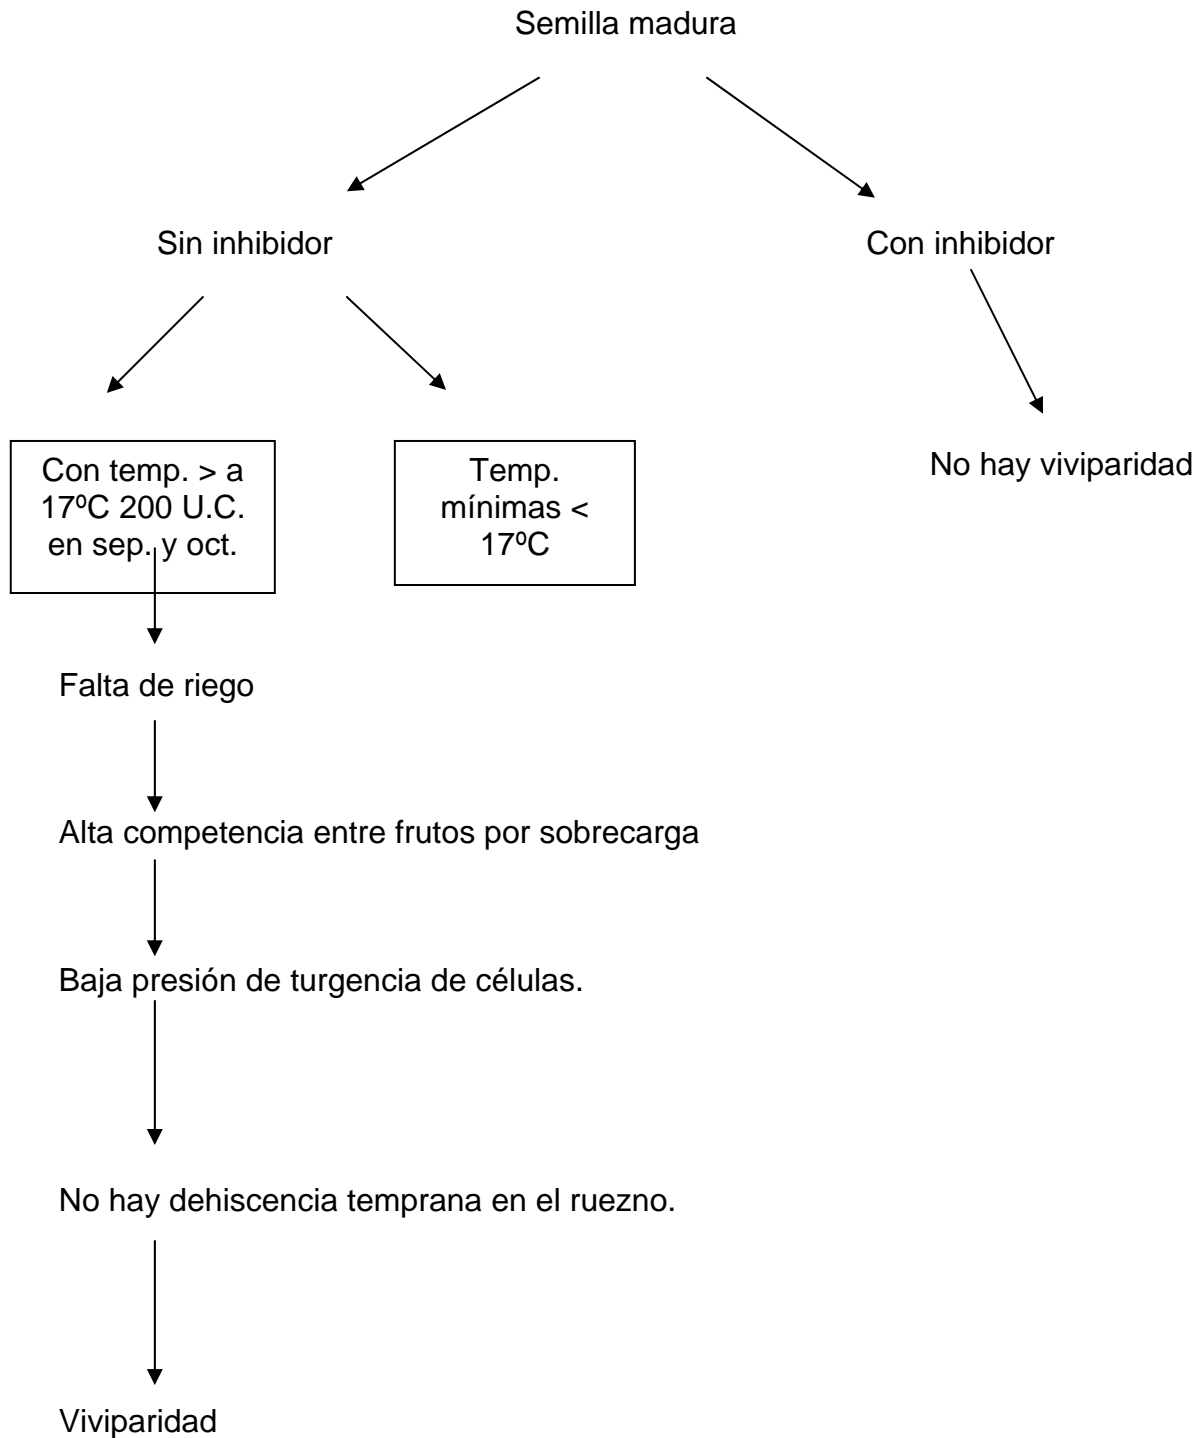 Semilla madura
Sin inhibidor
Con inhibidor
Con temp. > a
17ºC 200 U.C.
en sep. y oct.
Temp.
mínimas <
17ºC
No hay viviparidad
Falta de riego
Alta competencia entre frutos por sobrecarga
Baja presión de turgencia de células.
No hay dehiscencia temprana en el ruezno.
Viviparidad